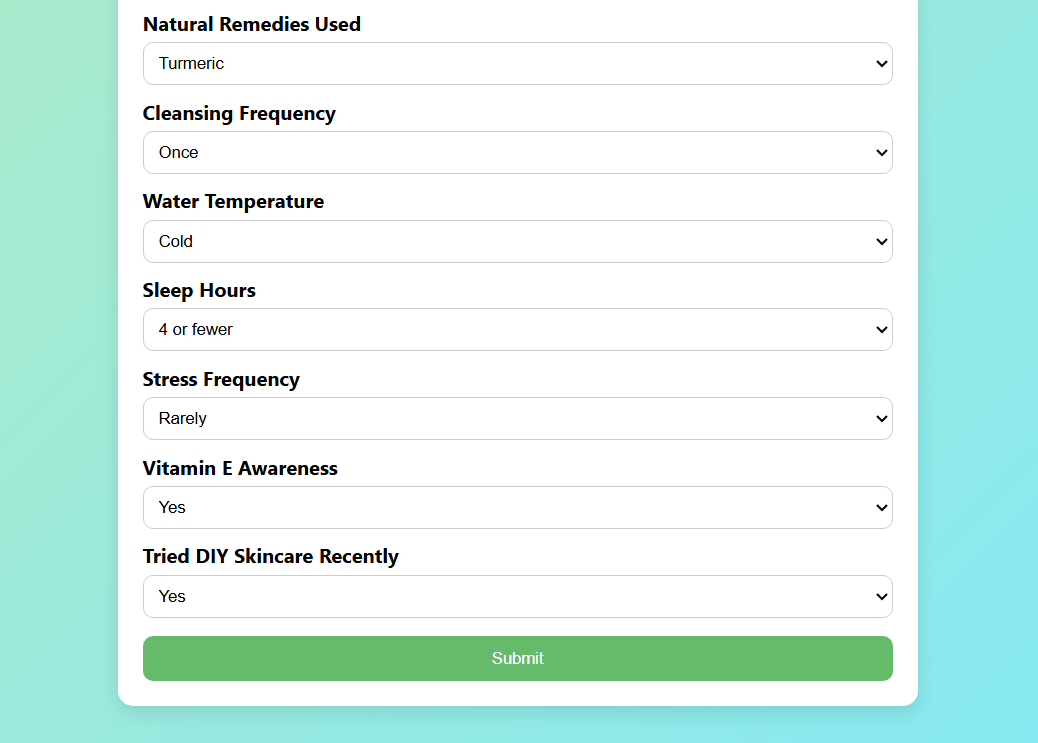 Natural Remedies Used
Turmeric
Cleansing Frequency
Once
Water Temperature
Cold
Sleep Hours
4 or fewer
Stress Frequency
Rarely
Vitamin E Awareness
Yes
Tried DIY Skincare Recently
Yes
Submit